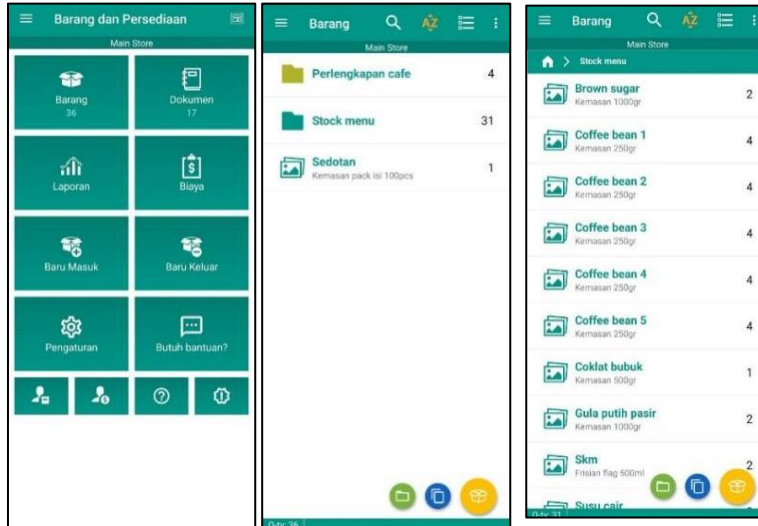 Barang dan Persediaan
Main Store
Barang
36
Dokumen
17
Laporan
Biaya
Baru Masuk
Baru Keluar
Pengaturan
Butuh bantuan?
Barang
Main Store
Perlengkapan cafe
4
Stock menu
31
Sedotan
Kemasan pack isi 100pcs
1
Barang
Main Store
> Stock menu
Brown sugar
Kemasan 1000gr
2
Coffee bean 1
Kemasan 250gr
4
Coffee bean 2
Kemasan 250gr
4
Coffee bean 3
Kemasan 250gr
4
Coffee bean 4
Kemasan 250gr
4
Coffee bean 5
Kemasan 250gr
4
Coklat bubuk
Kemasan 500gr
1
Gula putih pasir
Kemasan 1000gr
2
Skm
Frisian flag 500ml
2
Susu cair